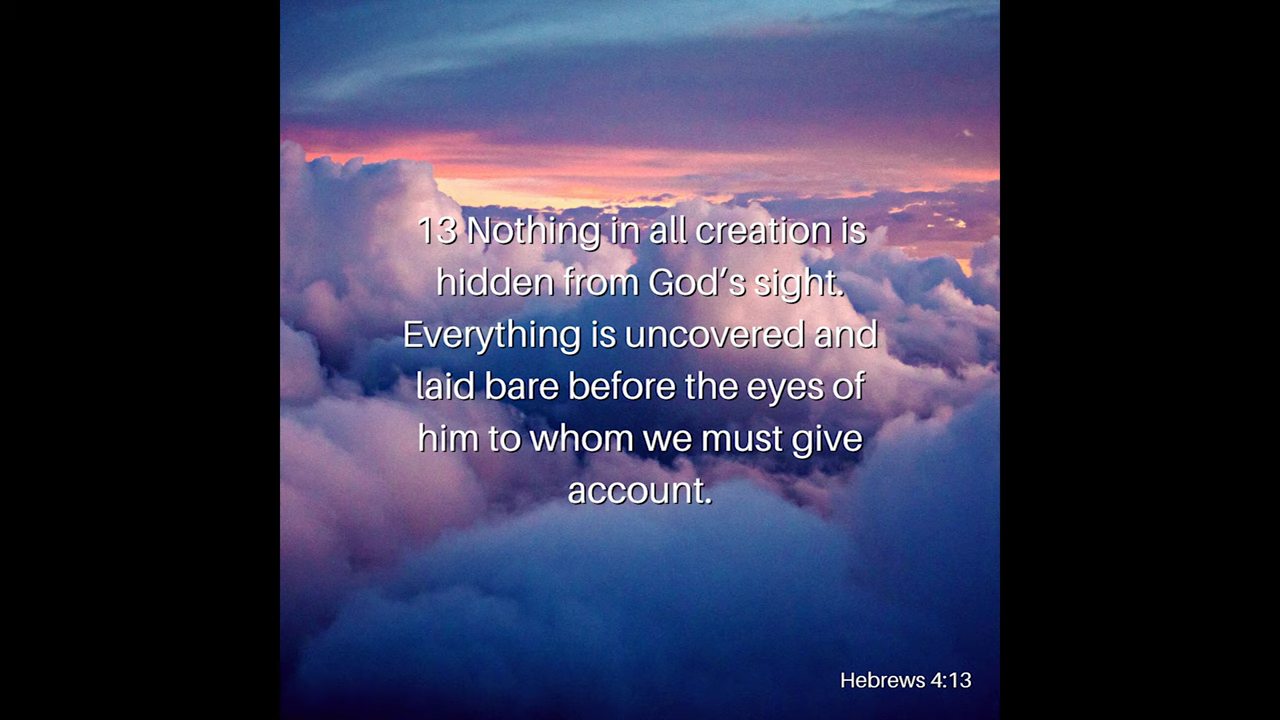 13 Nothing in all creation is
hidden from God’s sight.
Everything is uncovered and
laid bare before the eyes of
him to whom we must give
account.
Hebrews 4:13